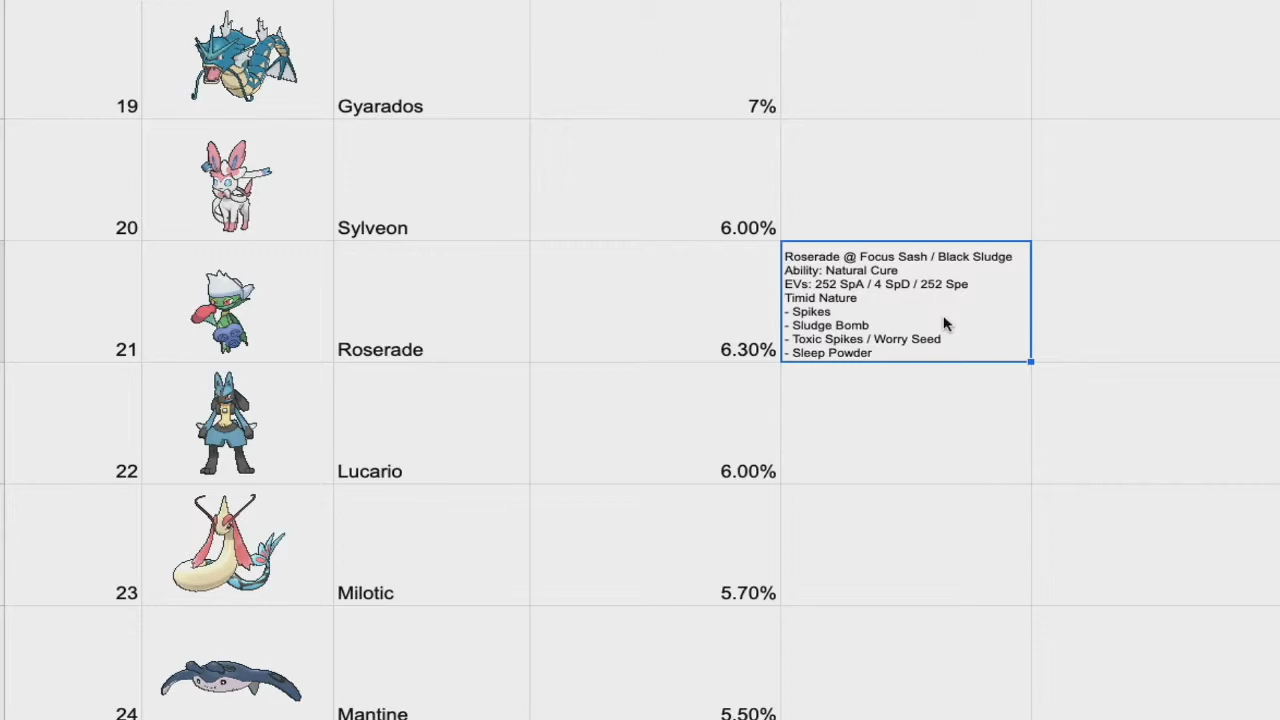 19 Gyarados 7%
20 Sylveon 6.00%
21 Roserade 6.30%
Roserade @ Focus Sash / Black Sludge
Ability: Natural Cure
EVs: 252 SpA / 4 SpD / 252 Spe
Timid Nature
- Spikes
- Sludge Bomb
- Toxic Spikes / Worry Seed
- Sleep Powder
22 Lucario 6.00%
23 Milotic 5.70%
24 Mantine 5.50%